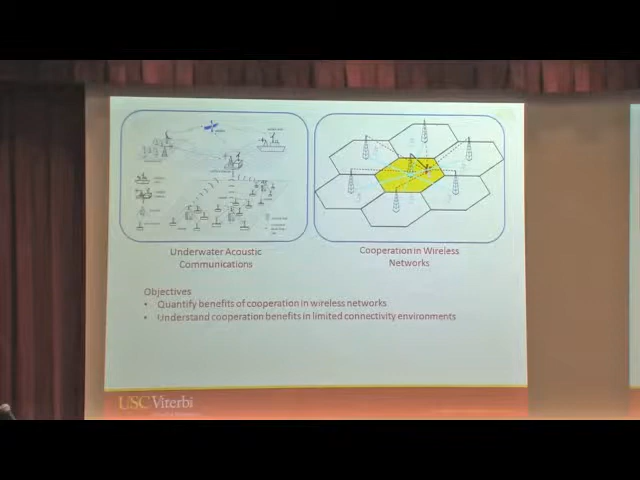 Underwater Acoustic
Communications
Cooperation in Wireless
Networks
Objectives
• Quantify benefits of cooperation in wireless networks
• Understand cooperation benefits in limited connectivity environments
USC Viterbi